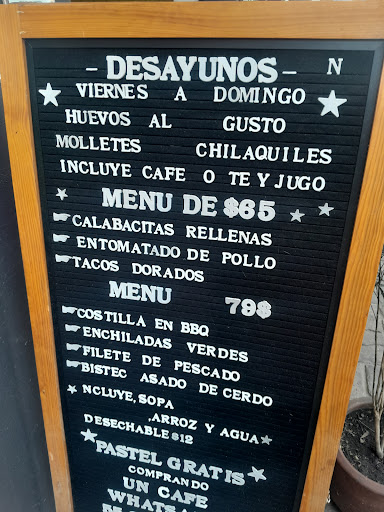 - DESAYUNOS - N
VIERNES A DOMINGO
HUEVOS AL GUSTO
MOLLETES CHILAQUILES
INCLUYE CAFE O TE Y JUGO
MENU DE $65
CALABACITAS RELLENAS
ENTOMATADO DE POLLO
TACOS DORADOS
MENU 79$
COSTILLA EN BBQ
ENCHILADAS VERDES
FILETE DE PESCADO
BISTEC ASADO DE CERDO
NCLUYE, SOPA
,ARROZ Y AGUA
DESECHABLE $12
PASTEL GRATIS
COMPRANDO
UN CAFE